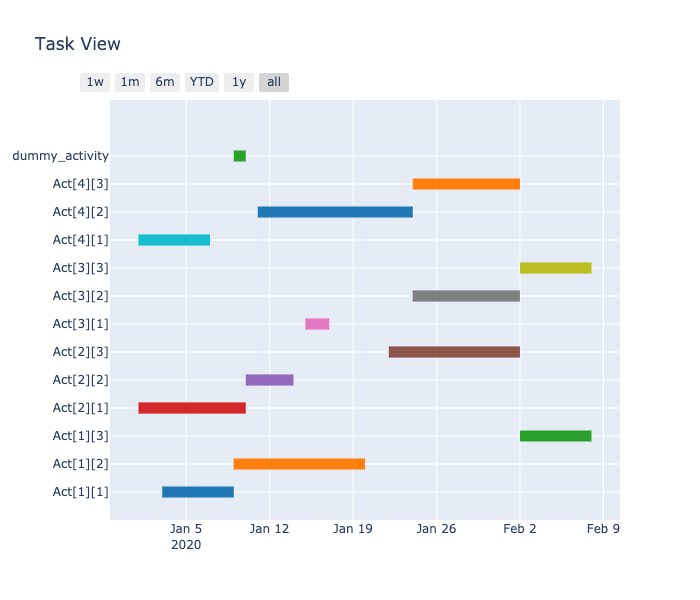 Task View
1w 1m 6m YTD 1y all
dummy_activity
Act[4][3]
Act[4][2]
Act[4][1]
Act[3][3]
Act[3][2]
Act[3][1]
Act[2][3]
Act[2][2]
Act[2][1]
Act[1][3]
Act[1][2]
Act[1][1]
Jan 5 Jan 12 Jan 19 Jan 26 Feb 2 Feb 9
2020